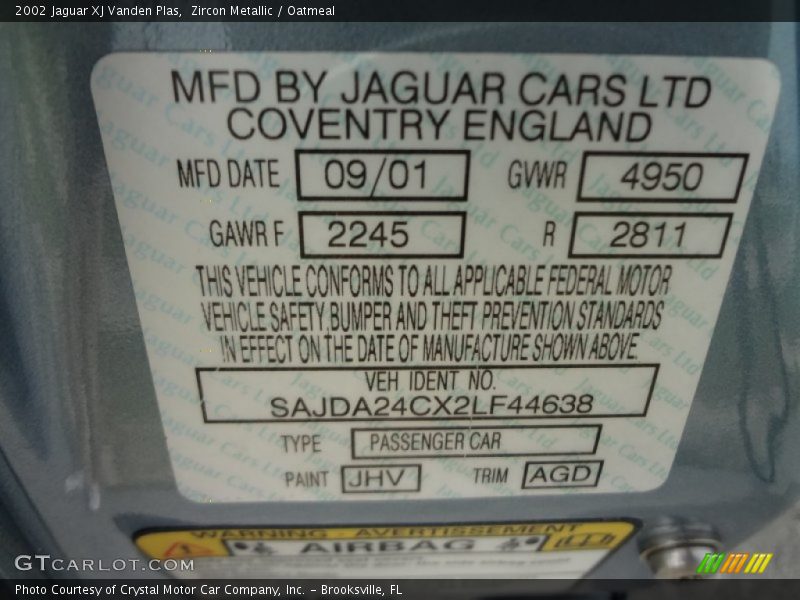 2002 Jaguar XJ Vanden Plas, Zircon Metallic / Oatmeal
MFD BY JAGUAR CARS LTD
COVENTRY ENGLAND
MFD DATE 09/01 GVWR 4950
GAWR F 2245 R 2811
THIS VEHICLE CONFORMS TO ALL APPLICABLE FEDERAL MOTOR
VEHICLE SAFETY, BUMPER AND THEFT PREVENTION STANDARDS
IN EFFECT ON THE DATE OF MANUFACTURE SHOWN ABOVE.
VEH IDENT NO.
SAJDA24CX2LF44638
TYPE PASSENGER CAR
PAINT JHV TRIM AGD
WARNING - AVERTISSEMENT
AIRBAG
GTCARLOT.COM
Photo Courtesy of Crystal Motor Car Company, Inc. – Brooksville, FL